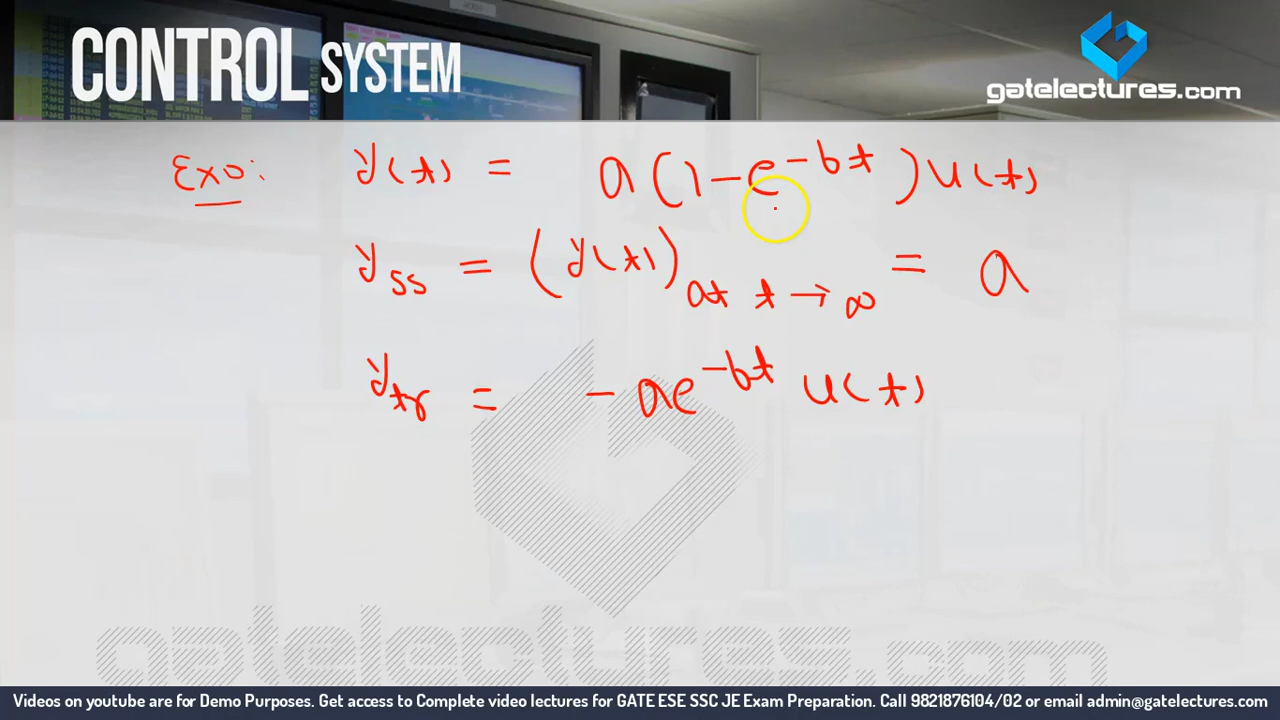 CONTROL SYSTEM
gatelectures.com
Exo: y(t) = a(1-e^-bt)u(t)
yss = (y(t)) at t→∞ = a
ytr = -ae^-bt u(t)
gatelectures.com
Videos on youtube are for Demo Purposes. Get access to Complete video lectures for GATE ESE SSC JE Exam Preparation. Call 9821876104/02 or email admin@gatelectures.com